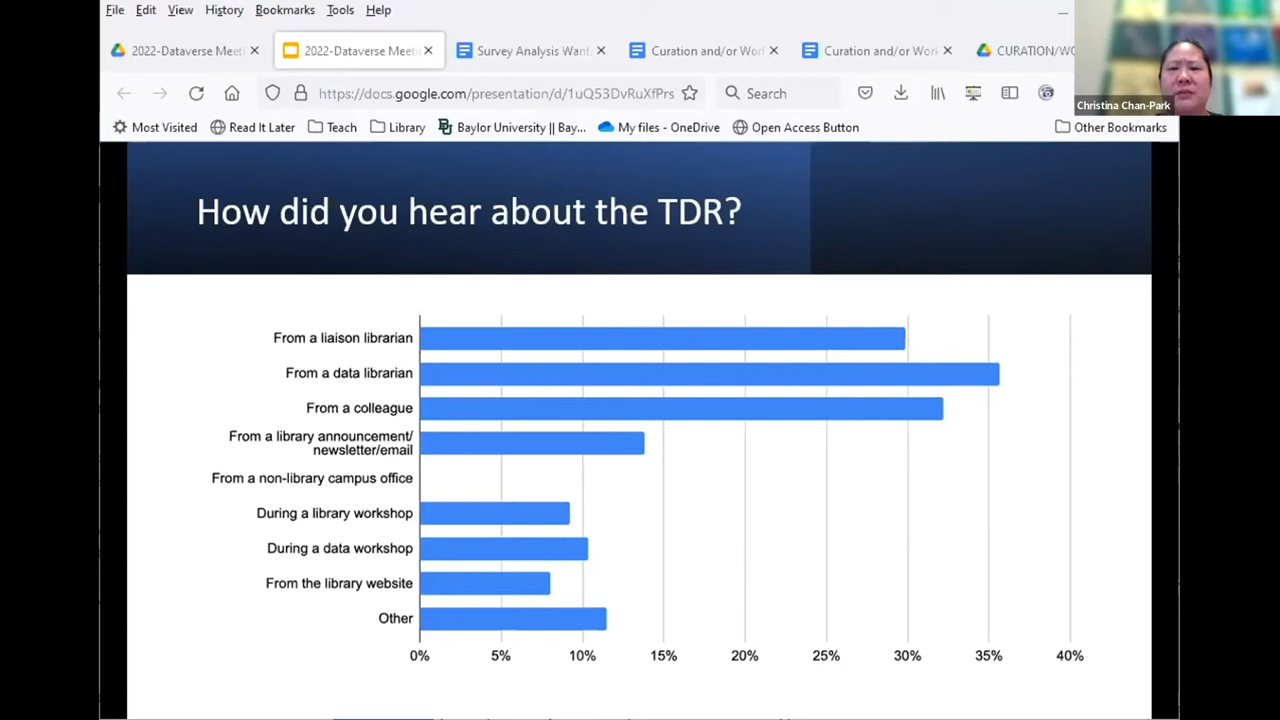 File Edit View History Bookmarks Tools Help
2022-Dataverse Meeti
2022-Dataverse Meeti
Survey Analysis Want
Curation and/or Worl
Curation and/or Worl
CURATION/WO
https://docs.google.com/presentation/d/1uQ53DvRuXfPrs
Search
Christina Chan-Park
Most Visited
Read It Later
Teach
Library
Baylor University || Bay...
My files - OneDrive
Open Access Button
Other Bookmarks
How did you hear about the TDR?
From a liaison librarian
From a data librarian
From a colleague
From a library announcement/
newsletter/email
From a non-library campus office
During a library workshop
During a data workshop
From the library website
Other
0% 5% 10% 15% 20% 25% 30% 35% 40%